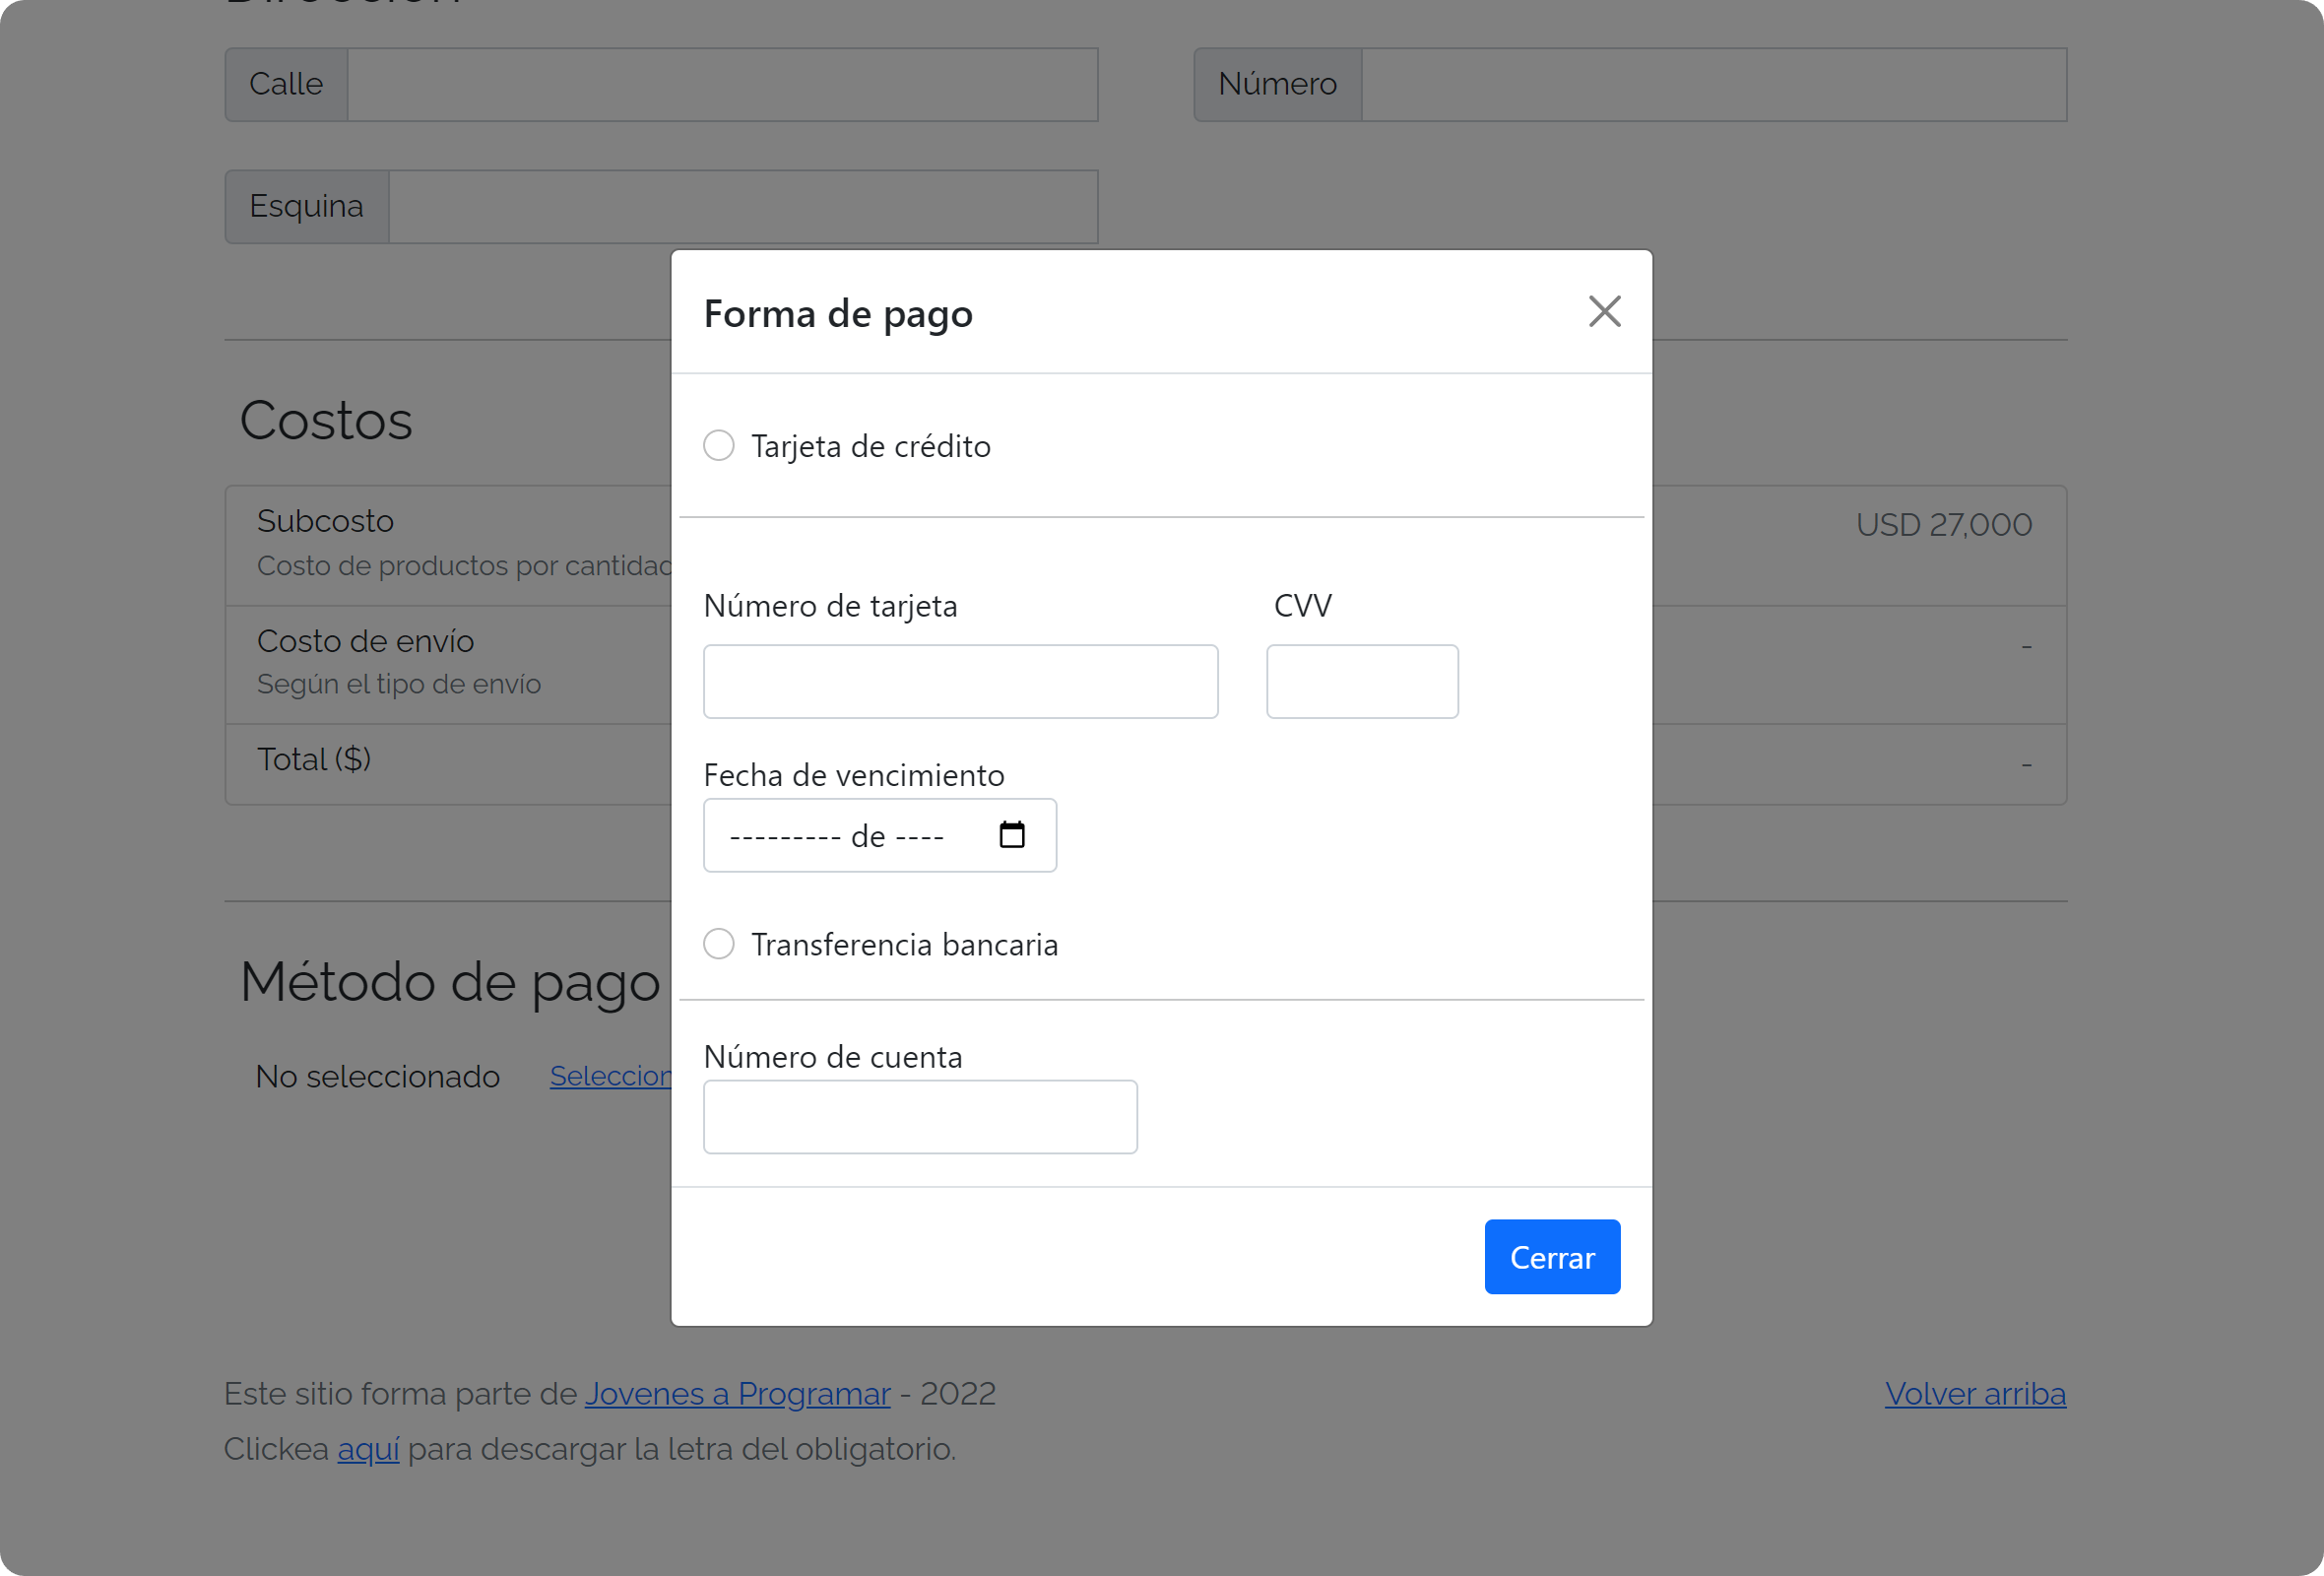 Dirección
Calle
Número
Esquina
Forma de pago
Costos
Tarjeta de crédito
Subcosto
USD 27,000
Costo de productos por cantidad
Número de tarjeta
CVV
Costo de envío
-
Según el tipo de envío
Total ($)
-
Fecha de vencimiento
--------- de ----
Transferencia bancaria
Método de pago
Número de cuenta
No seleccionado
Seleccion
Cerrar
Este sitio forma parte de Jovenes a Programar - 2022
Volver arriba
Clickea aquí para descargar la letra del obligatorio.